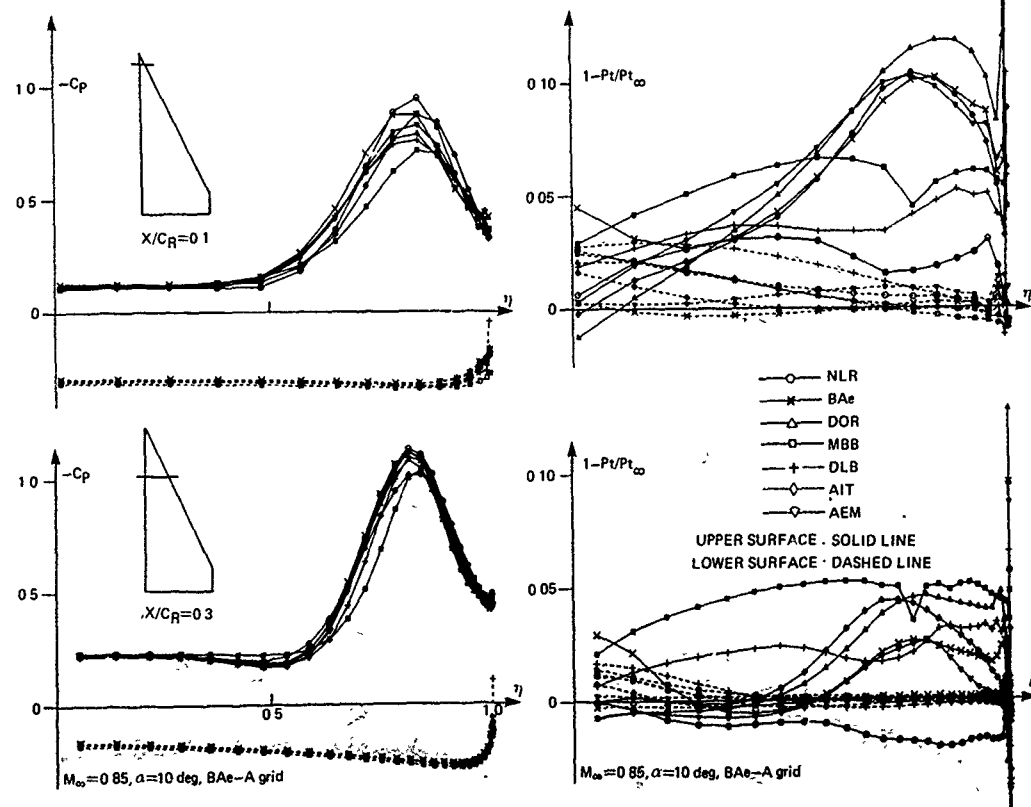 -Cp
1 0
0 5
0
η
X/CR=0 1
1-Pt/Pt∞
0 10
0 05
0
η
NLR
BAe
DOR
MBB
DLB
AIT
AEM
UPPER SURFACE . SOLID LINE
LOWER SURFACE · DASHED LINE
-Cp
1 0
0 5
0
0 5
1 0
η
X/CR=0 3
M∞=0 85, α=10 deg, BAe-A grid
1-Pt/Pt∞
0 10
0 05
0
M∞=0 85, α=10 deg, BAe-A grid